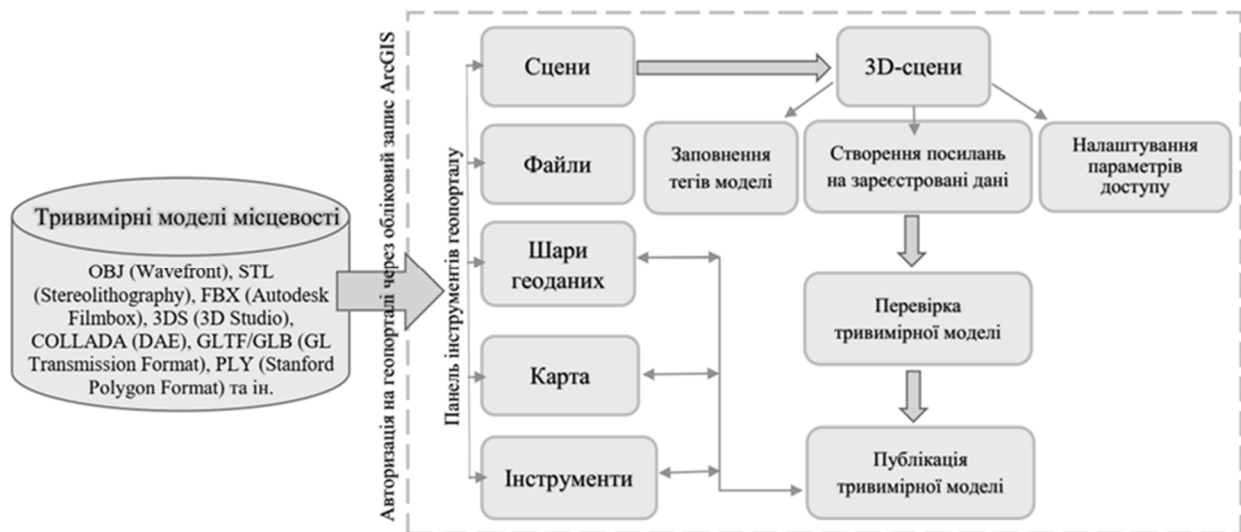 Тривимірні моделі місцевості
OBJ (Wavefront), STL
(Stereolithography), FBX (Autodesk
Filmbox), 3DS (3D Studio),
COLLADA (DAE), GLTF/GLB (GL
Transmission Format), PLY (Stanford
Polygon Format) та ін.
Авторизація на геопорталі через обліковий запис ArcGIS
Панель інструментів геопорталу
Сцени
Файли
Шари
геоданих
Карта
Інструменти
3D-сцени
Заповнення
тегів моделі
Створення посилань
на зареєстровані дані
Налаштування
параметрів
доступу
Перевірка
тривимірної моделі
Публікація
тривимірної моделі